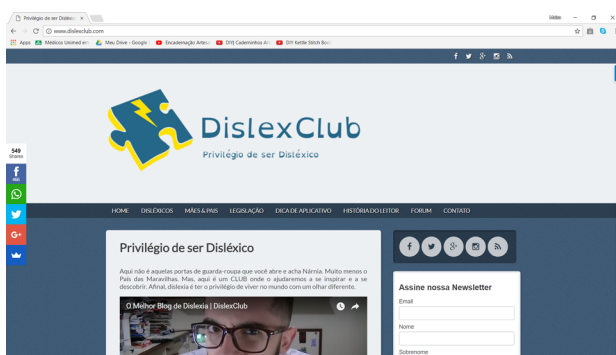 Privilégio de ser Disléxic
www.dislexclub.com
Apps
Médicos Unimed em
Meu Drive - Google
Encadernação Artesa
DIY| Caderninhos Ar
DIY Kettle Stitch Boo
DislexClub
Privilégio de ser Disléxico
549
Shares
HOME DISLÉXICOS MÃES & PAIS LEGISLAÇÃO DICA DE APLICATIVO HISTÓRIA DO LEITOR FORUM CONTATO
G+
Privilégio de ser Disléxico
Aqui não é aquelas portas de guarda-roupa que você abre e acha Nárnia. Muito menos o
País das Maravilhas. Mas, aqui é um CLUB onde o ajudaremos a se inspirar e a se
descobrir. Afinal, dislexia é ter o privilégio de viver no mundo com um olhar diferente.
O Melhor Blog de Dislexia | DislexClub
Assine nossa Newsletter
Email
Nome
Sobrenome